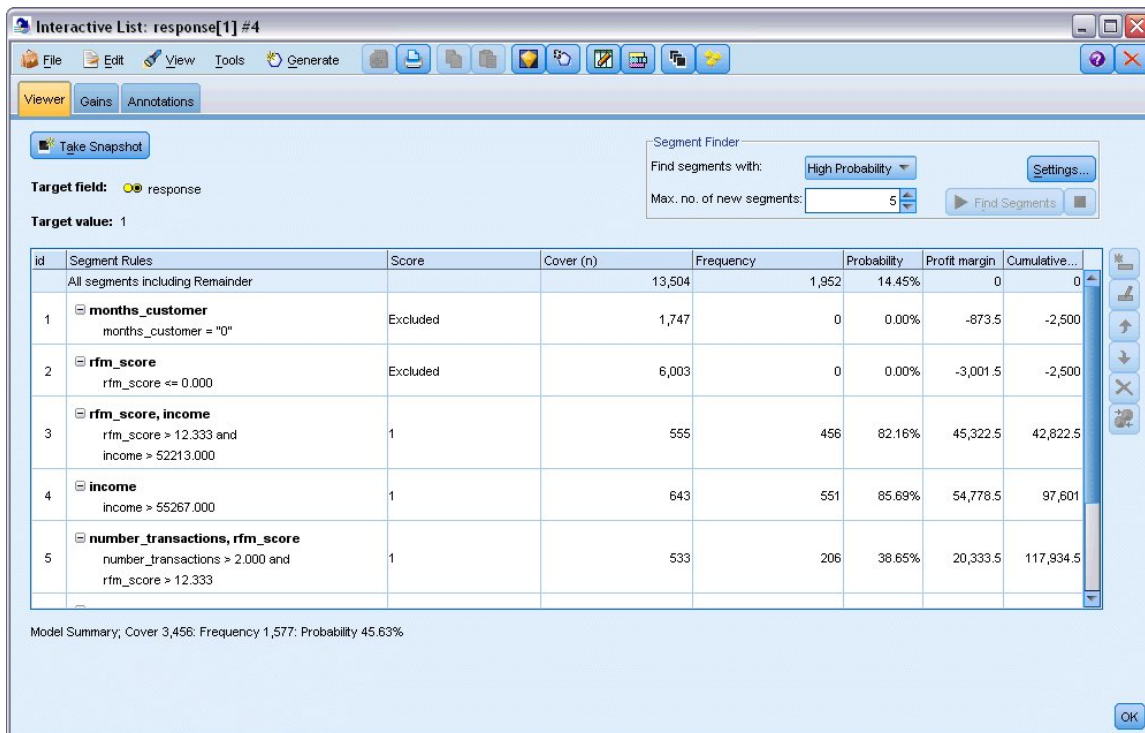 Interactive List: response[1] #4
File Edit View Tools Generate
Viewer Gains Annotations
Take Snapshot
Segment Finder
Find segments with: High Probability Settings...
Target field: response
Max. no. of new segments: 5 Find Segments
Target value: 1
id Segment Rules Score Cover (n) Frequency Probability Profit margin Cumulative...
All segments including Remainder 13,504 1,952 14.45% 0 0
months_customer
1 Excluded 1,747 0 0.00% -873.5 -2,500
months_customer = "0"
rfm_score
2 Excluded 6,003 0 0.00% -3,001.5 -2,500
rfm_score <= 0.000
rfm_score, income
3 rfm_score > 12.333 and 1 555 456 82.16% 45,322.5 42,822.5
income > 52213.000
income
4 1 643 551 85.69% 54,778.5 97,601
income > 55267.000
number_transactions, rfm_score
5 number_transactions > 2.000 and 1 533 206 38.65% 20,333.5 117,934.5
rfm_score > 12.333
Model Summary; Cover 3,456: Frequency 1,577: Probability 45.63%
OK